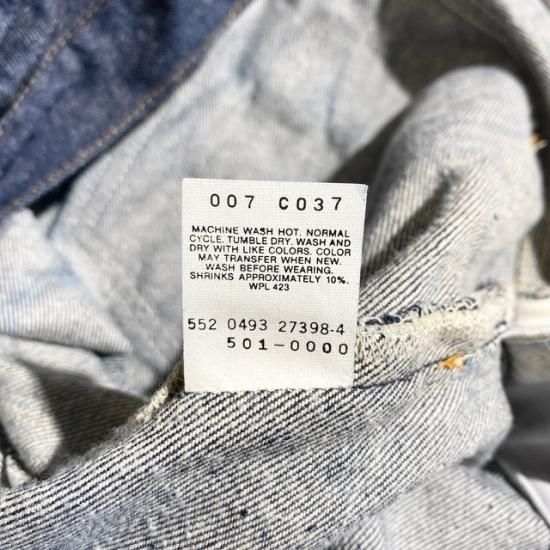 007 C037
MACHINE WASH HOT. NORMAL
CYCLE. TUMBLE DRY. WASH AND
DRY WITH LIKE COLORS. COLOR
MAY TRANSFER WHEN NEW.
WASH BEFORE WEARING.
SHRINKS APPROXIMATELY 10%.
WPL 423
552 0493 27398-4
501-0000